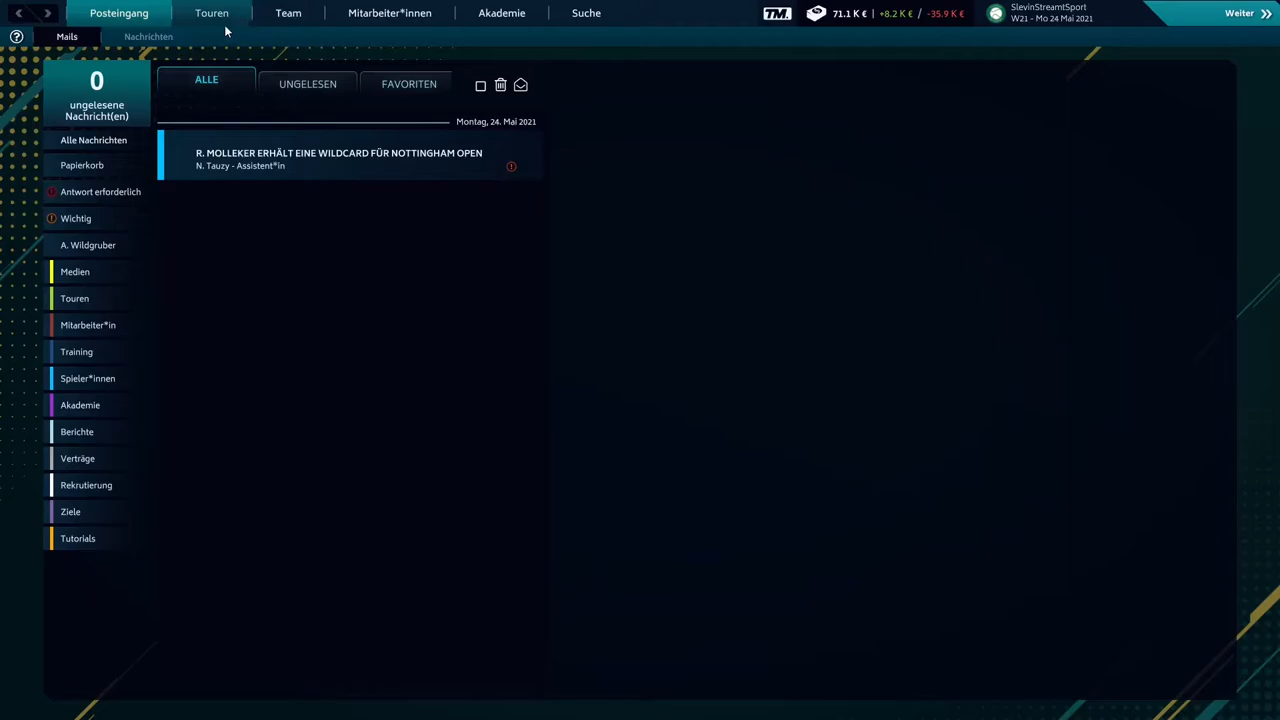 Posteingang
Touren
Team
Mitarbeiter*innen
Akademie
Suche
TM.
71.1 K € | +8.2 K € / -35.9 K €
SlevinStreamSport
W21 - Mo 24 Mai 2021
Weiter
Mails
Nachrichten
0
ungelesene
Nachricht(en)
Alle Nachrichten
Papierkorb
Antwort erforderlich
Wichtig
A. Wildgruber
Medien
Touren
Mitarbeiter*in
Training
Spieler*innen
Akademie
Berichte
Verträge
Rekrutierung
Ziele
Tutorials
ALLE
UNGELESEN
FAVORITEN
Montag, 24. Mai 2021
R. MOLLEKER ERHÄLT EINE WILDCARD FÜR NOTTINGHAM OPEN
N. Tauzy - Assistent*in